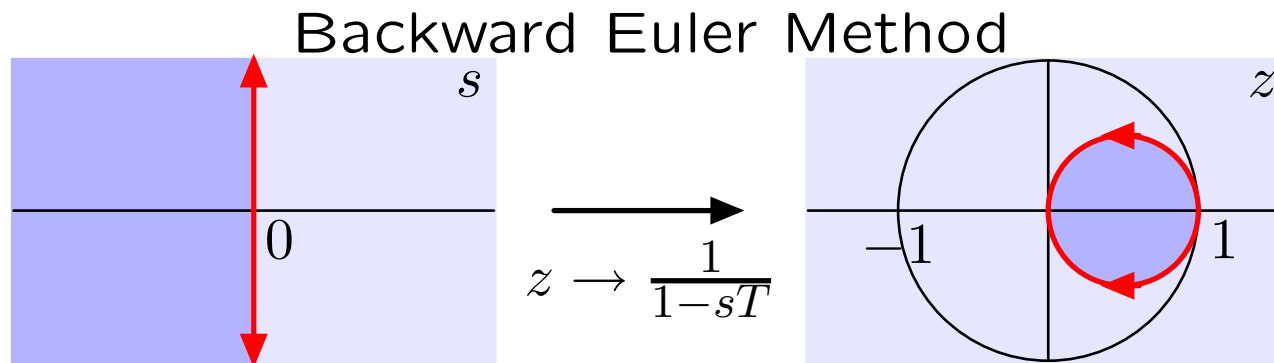 Backward Euler Method
s
z
0
−1
1
z → 1/(1−sT)